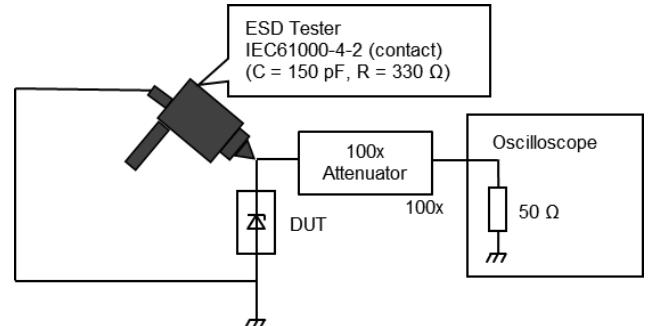 ESD Tester
IEC61000-4-2 (contact)
(C = 150 pF, R = 330 Ω)
100x
Attenuator
100x
Oscilloscope
50 Ω
DUT